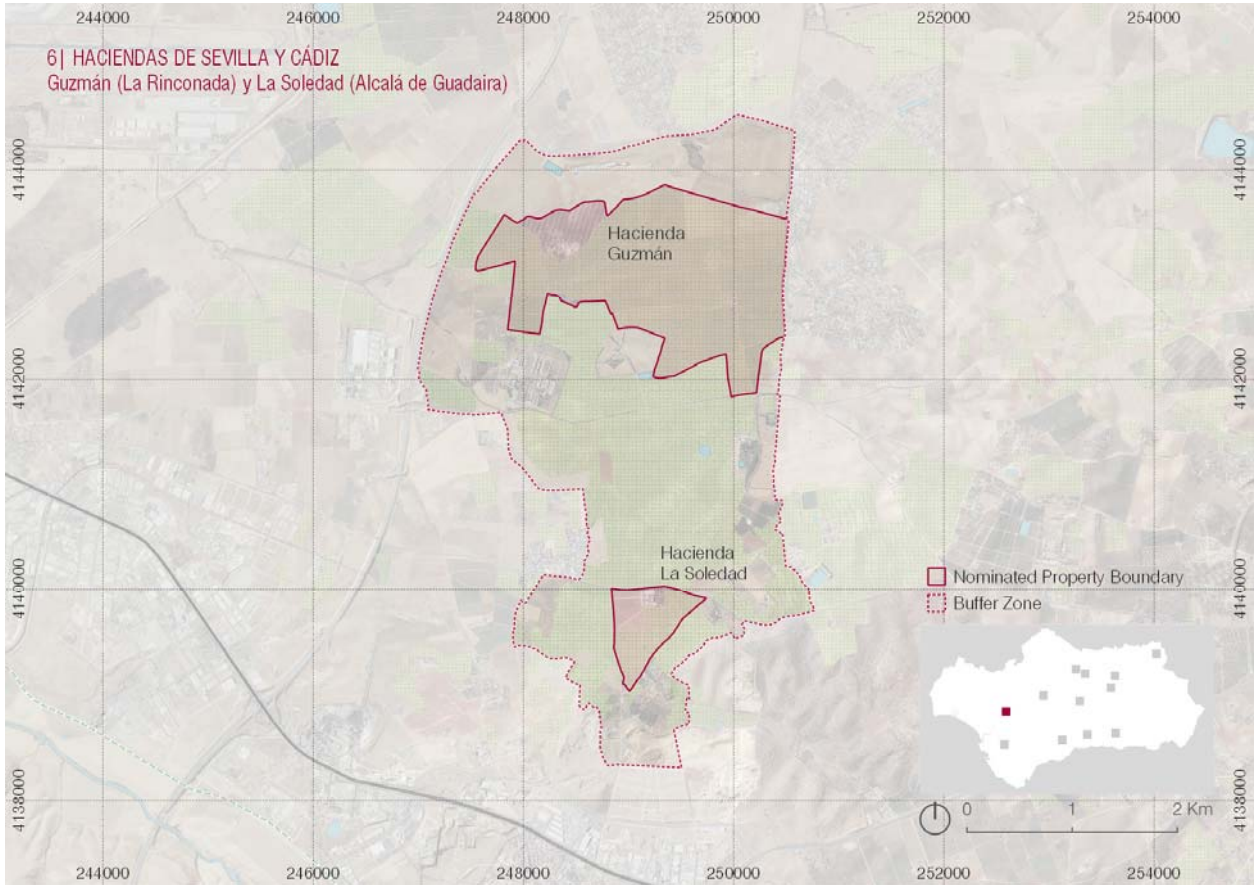 244000 246000 248000 250000 252000 254000
6| HACIENDAS DE SEVILLA Y CÁDIZ
Guzmán (La Rinconada) y La Soledad (Alcalá de Guadaira)
4144000 4144000
Hacienda
Guzmán
4142000 4142000
Hacienda
La Soledad
4140000 4140000
Nominated Property Boundary
Buffer Zone
4138000 4138000
0 1 2 Km
244000 246000 248000 250000 252000 254000